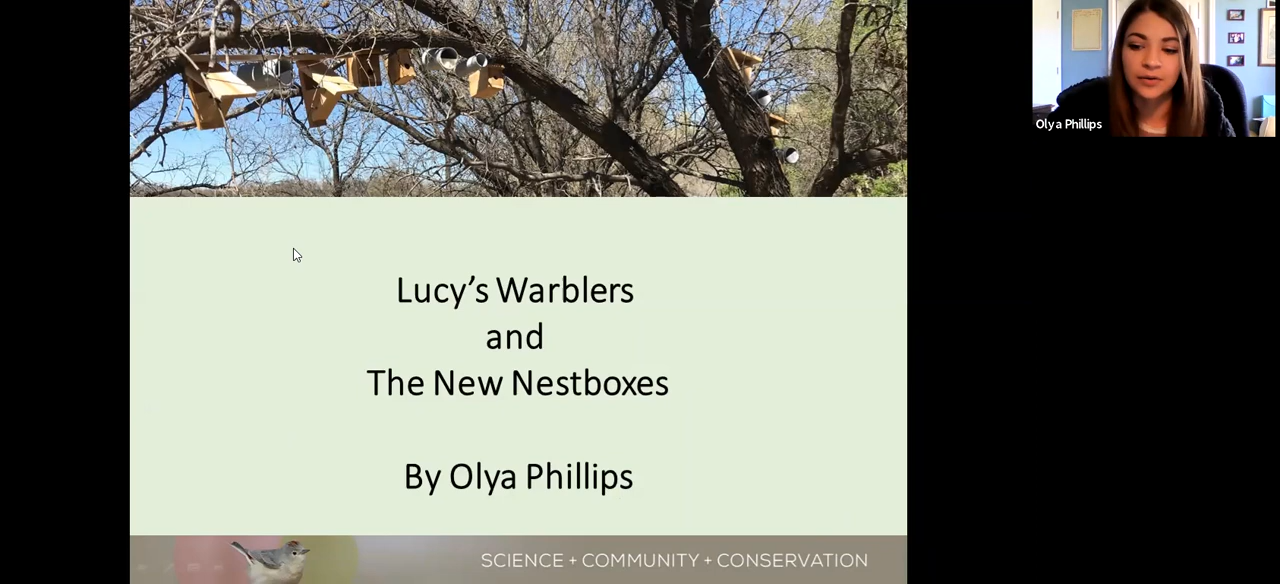 Olya Phillips
Lucy's Warblers
and
The New Nestboxes
By Olya Phillips
SCIENCE + COMMUNITY + CONSERVATION